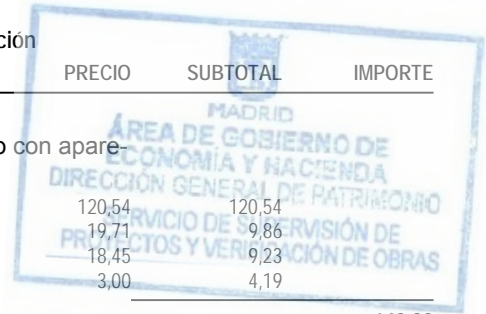 ción
PRECIO SUBTOTAL IMPORTE
MADRID
o con apare-
ÁREA DE GOBIERNO DE
ECONOMÍA Y HACIENDA
DIRECCIÓN GENERAL DE PATRIMONIO
120,54 120,54
SERVICIO DE SUPERVISIÓN DE
19,71 9,86
PROYECTOS Y VERIFICACIÓN DE OBRAS
18,45 9,23
3,00 4,19